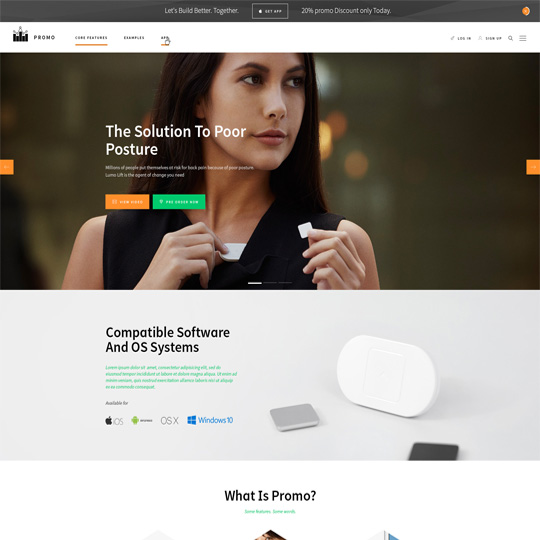 Let's Build Better. Together.
GET APP
20% promo Discount only Today.
PROMO
CORE FEATURES
EXAMPLES
LOG IN
SIGN UP
The Solution To Poor
Posture
Millions of people put themselves at risk for back pain because of poor posture.
Lumo Lift is the agent of change you need
VIEW VIDEO
PRE-ORDER NOW
Compatible Software
And OS Systems
Lorem ipsum dolor sit amet, consectetur adipisicing elit, sed do
eiusmod tempor incididunt ut labore et dolore magna aliqua. Ut enim
ad minim veniam, quis nostrud exercitation ullamco laboris nisi ut aliquip
ex ea commodo consequat.
Available for
iOS
ANDROID
OS X
Windows 10
What Is Promo?
Some features. Some words.